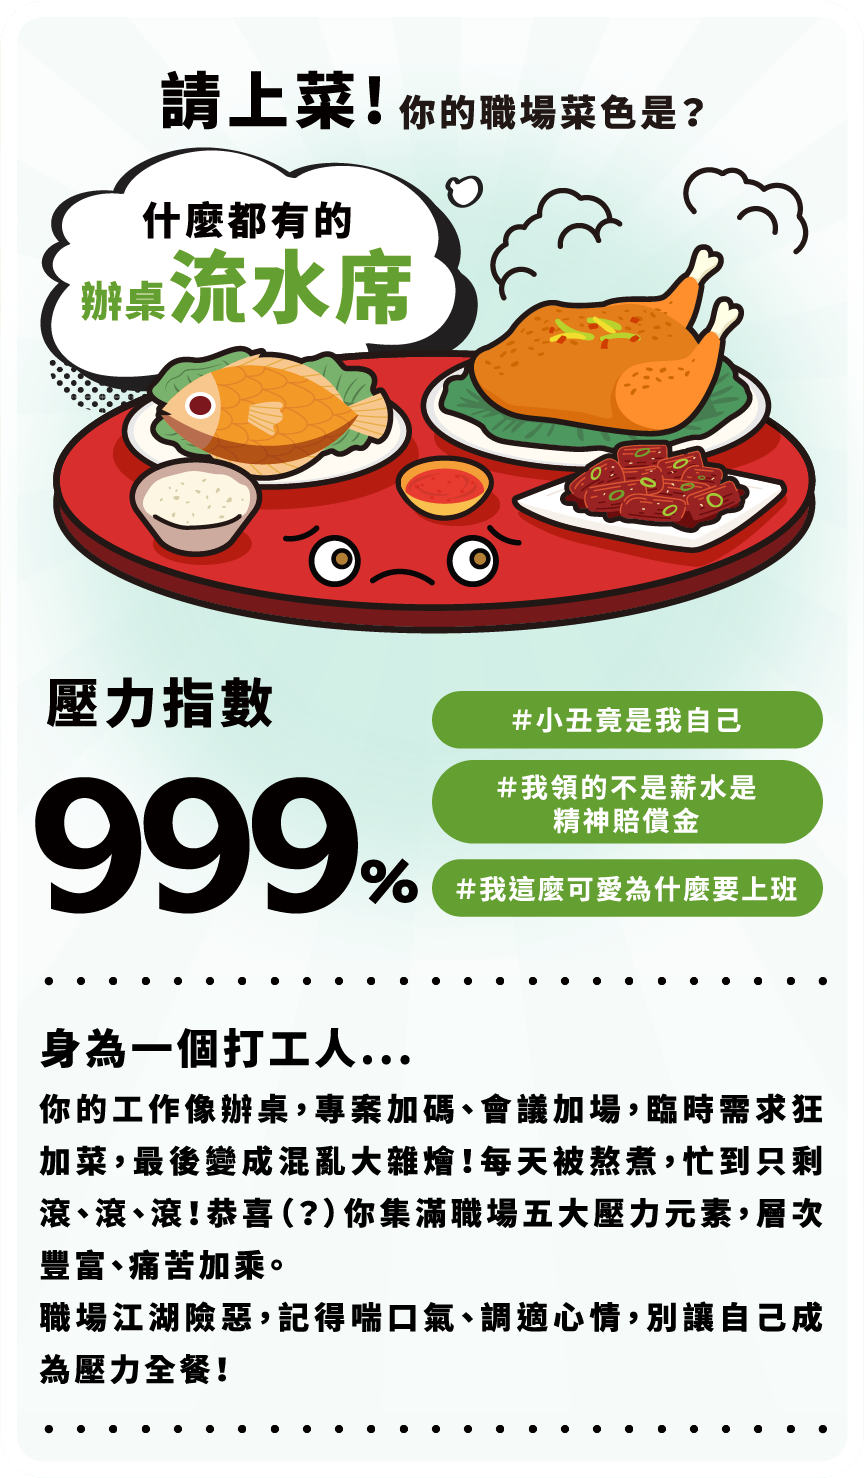 請上菜！你的職場菜色是？
什麼都有的
辦桌流水席
壓力指數
999%
＃小丑竟是我自己
＃我領的不是薪水是
精神賠償金
＃我這麼可愛為什麼要上班
身為一個打工人...
你的工作像辦桌，專案加碼、會議加場，臨時需求狂
加菜，最後變成混亂大雜燴！每天被熬煮，忙到只剩
滾、滾、滾！恭喜（？）你集滿職場五大壓力元素，層次
豐富、痛苦加乘。
職場江湖險惡，記得喘口氣、調適心情，別讓自己成
為壓力全餐！